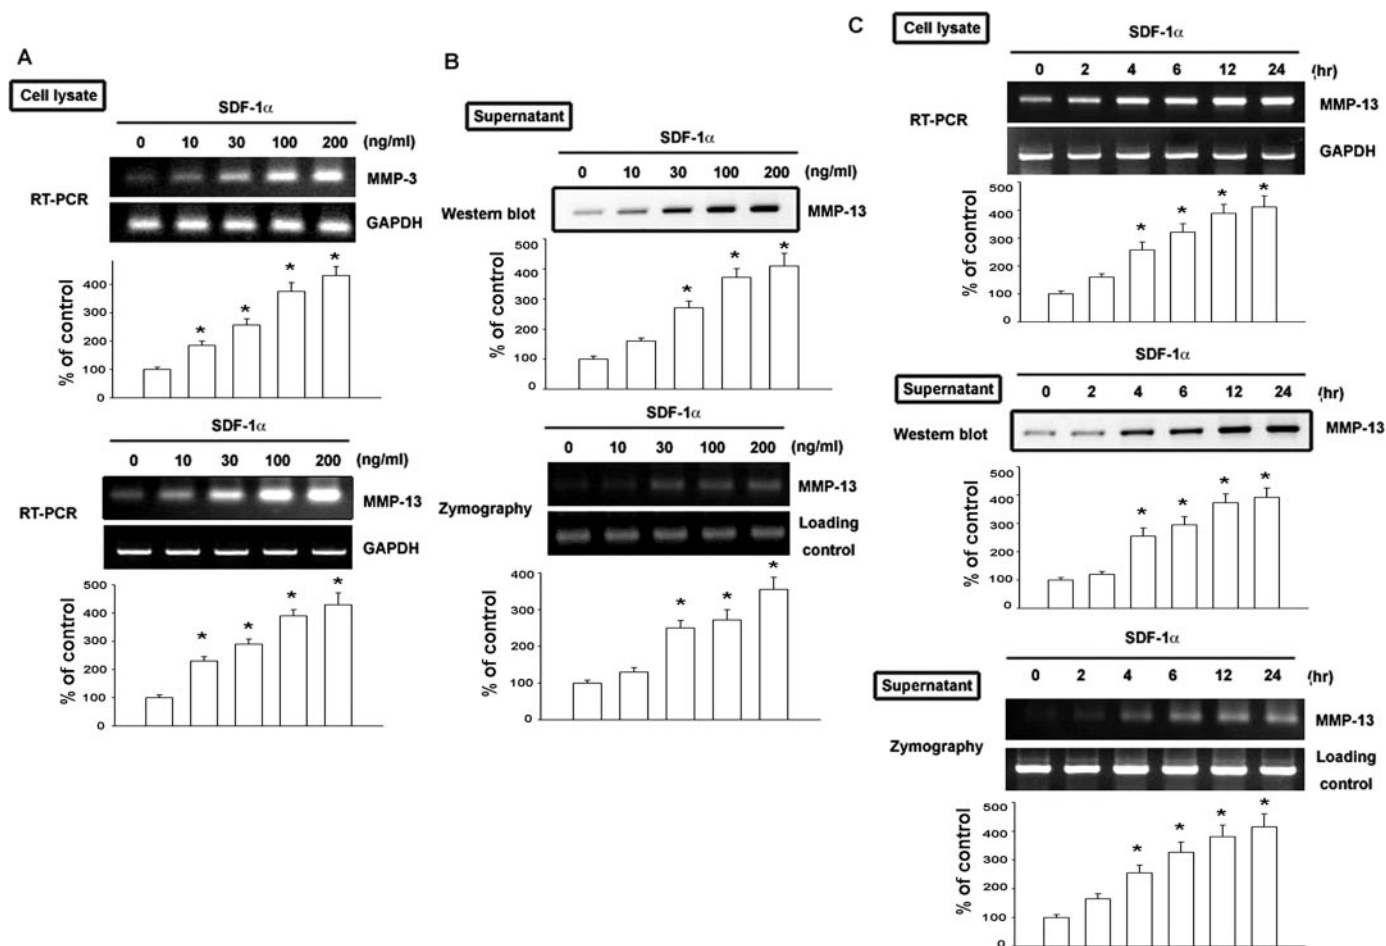 A
Cell lysate
SDF-1α
0 10 30 100 200 (ng/ml)
RT-PCR
MMP-3
GAPDH
% of control
400
300
200
100
0
* * * *
SDF-1α
0 10 30 100 200 (ng/ml)
RT-PCR
MMP-13
GAPDH
% of control
500
400
300
200
100
0
* * * *
B
Supernatant
SDF-1α
0 10 30 100 200 (ng/ml)
Western blot
MMP-13
% of control
500
400
300
200
100
0
* * *
SDF-1α
0 10 30 100 200 (ng/ml)
Zymography
MMP-13
Loading
control
% of control
400
300
200
100
0
* * *
C
Cell lysate
SDF-1α
0 2 4 6 12 24 (hr)
RT-PCR
MMP-13
GAPDH
% of control
500
400
300
200
100
0
* * * *
SDF-1α
Supernatant
0 2 4 6 12 24 (hr)
Western blot
MMP-13
% of control
500
400
300
200
100
0
* * * *
SDF-1α
Supernatant
0 2 4 6 12 24 (hr)
Zymography
MMP-13
Loading
control
% of control
500
400
300
200
100
0
* * * *